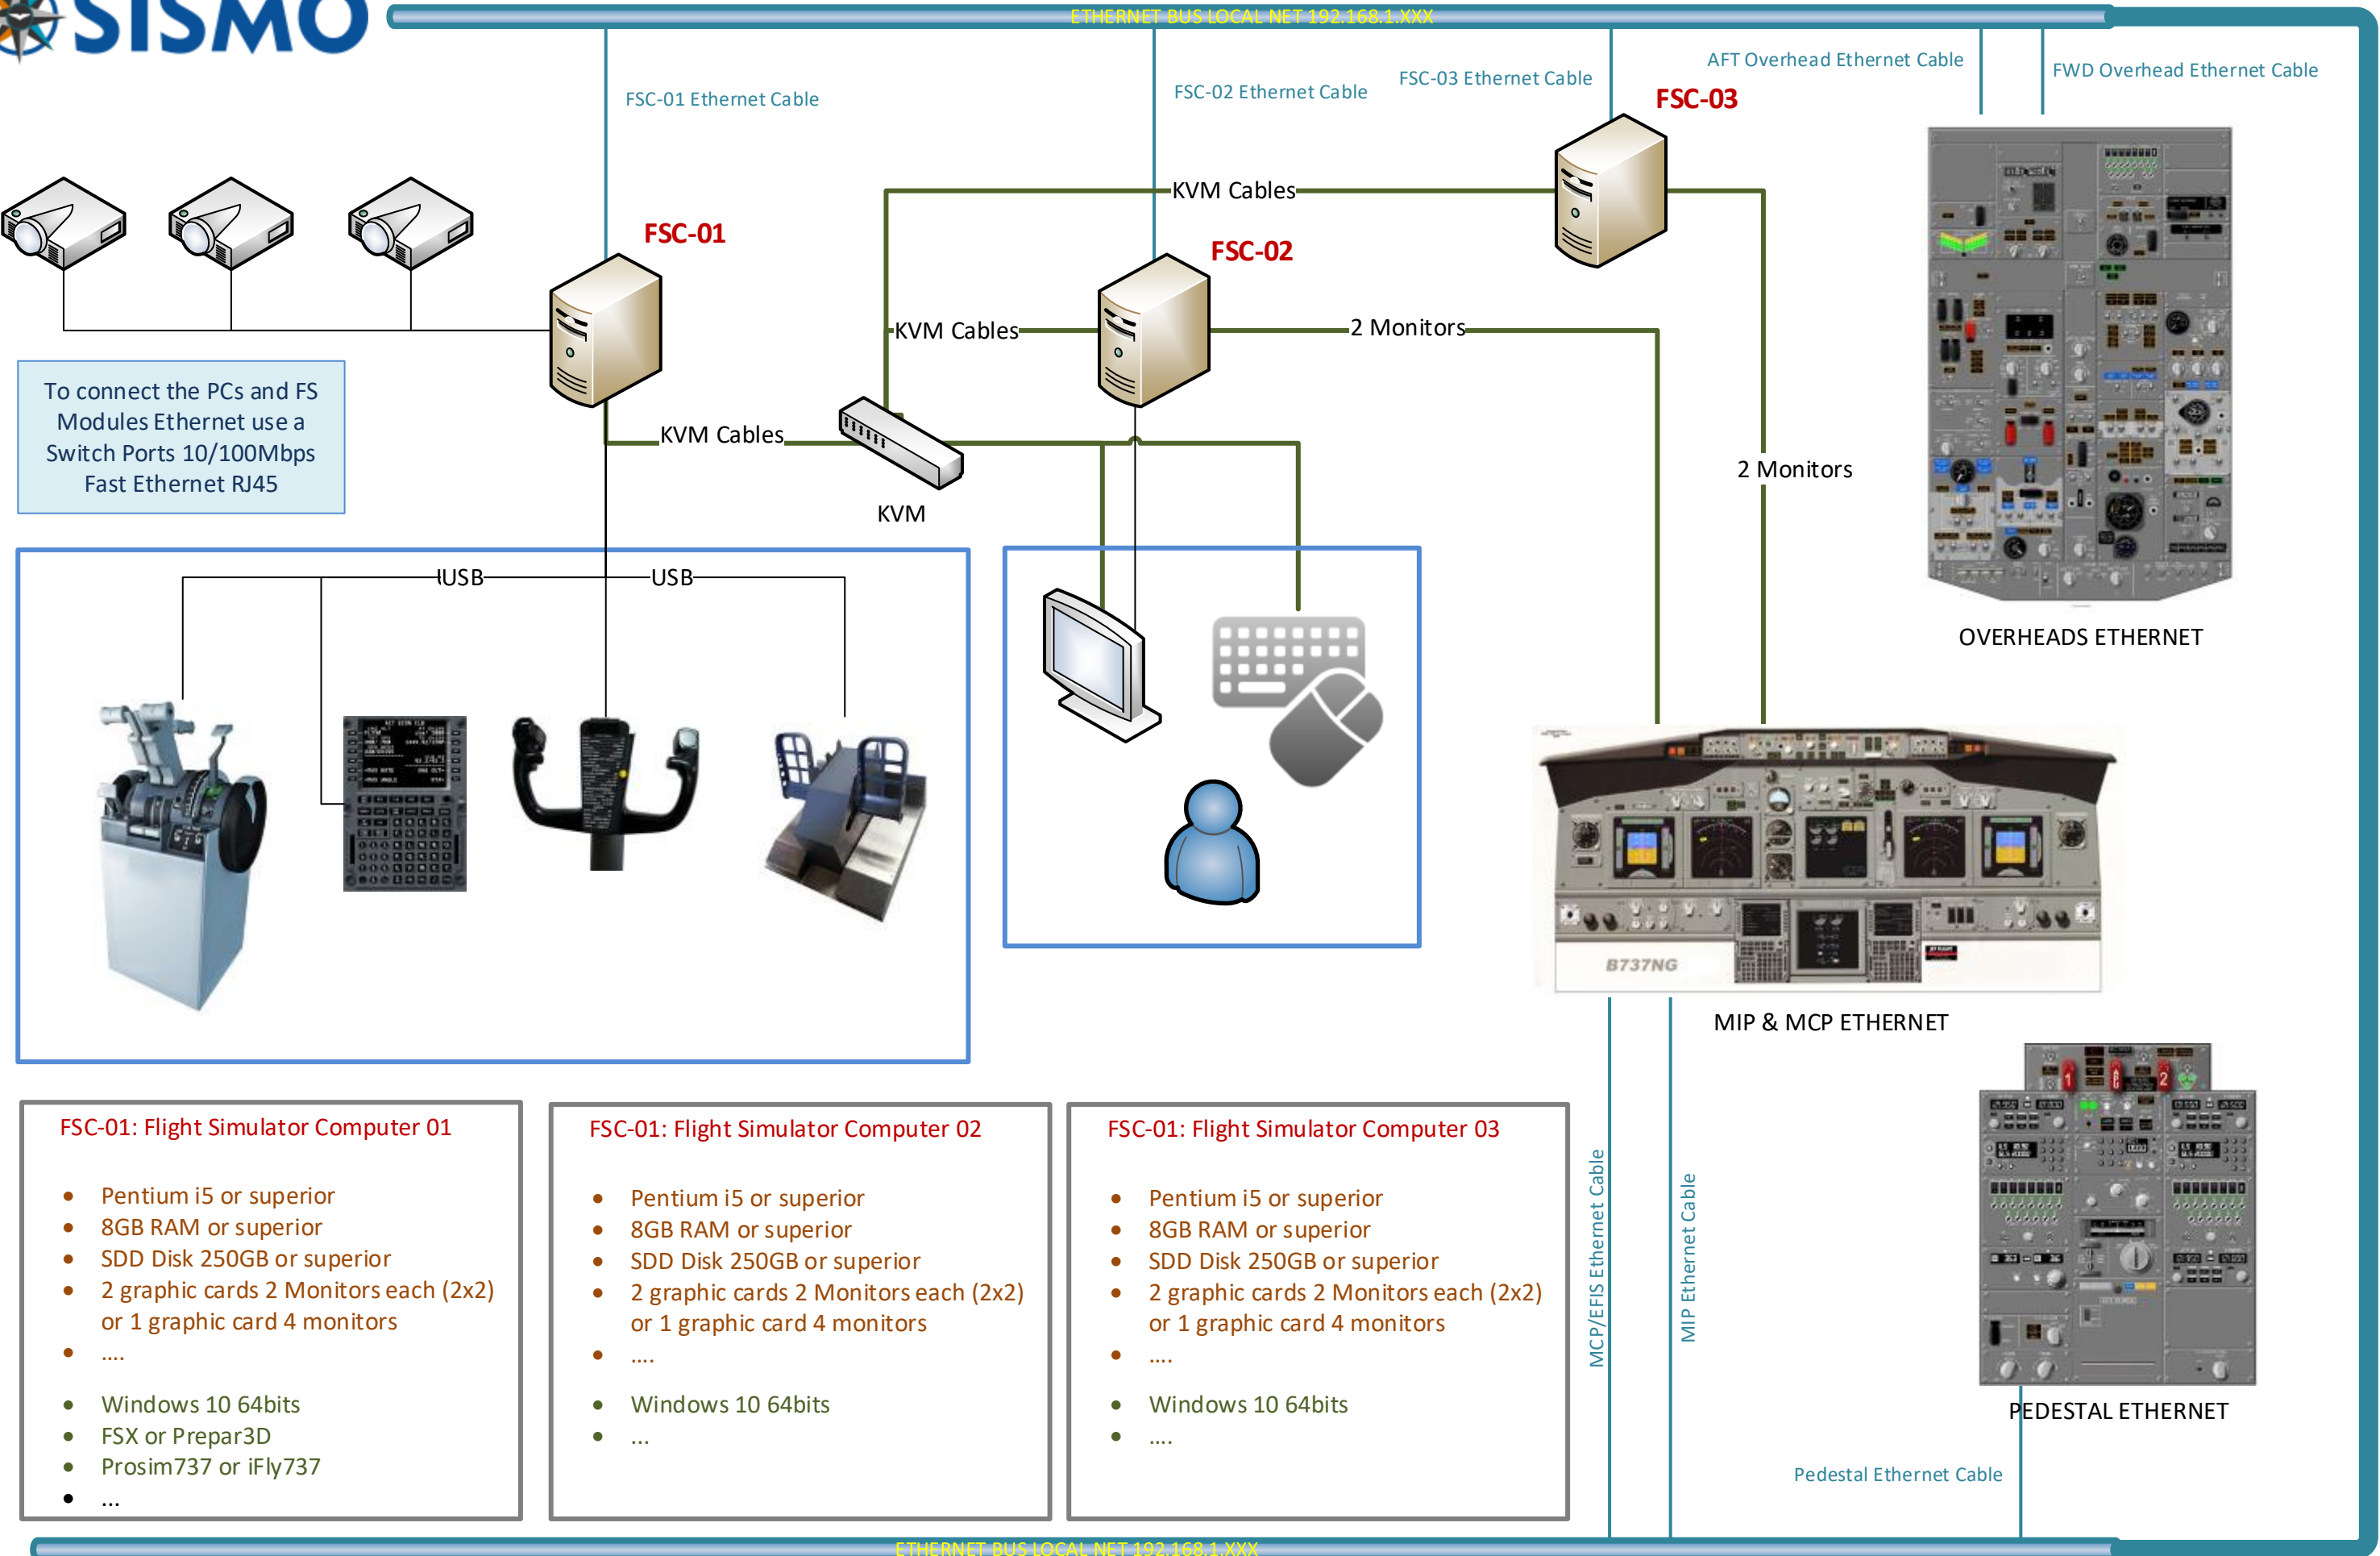 SISMO
ETHERNET BUS LOCAL NET 192.168.1.XXX
FSC-01 Ethernet Cable
FSC-02 Ethernet Cable
FSC-03 Ethernet Cable
AFT Overhead Ethernet Cable
FWD Overhead Ethernet Cable
FSC-03
KVM Cables
FSC-01
FSC-02
KVM Cables
2 Monitors
To connect the PCs and FS
Modules Ethernet use a
Switch Ports 10/100Mbps
Fast Ethernet RJ45
KVM Cables
2 Monitors
KVM
USB
USB
OVERHEADS ETHERNET
B737NG
MIP & MCP ETHERNET
1
2
FSC-01: Flight Simulator Computer 01
• Pentium i5 or superior
• 8GB RAM or superior
• SDD Disk 250GB or superior
• 2 graphic cards 2 Monitors each (2x2)
or 1 graphic card 4 monitors
• ....
• Windows 10 64bits
• FSX or Prepar3D
• Prosim737 or iFly737
• ...
FSC-01: Flight Simulator Computer 02
• Pentium i5 or superior
• 8GB RAM or superior
• SDD Disk 250GB or superior
• 2 graphic cards 2 Monitors each (2x2)
or 1 graphic card 4 monitors
• ....
• Windows 10 64bits
• ...
FSC-01: Flight Simulator Computer 03
• Pentium i5 or superior
• 8GB RAM or superior
• SDD Disk 250GB or superior
• 2 graphic cards 2 Monitors each (2x2)
or 1 graphic card 4 monitors
• ....
• Windows 10 64bits
• ....
MCP/EFIS Ethernet Cable
MIP Ethernet Cable
PEDESTAL ETHERNET
Pedestal Ethernet Cable
ETHERNET BUS LOCAL NET 192.168.1.XXX